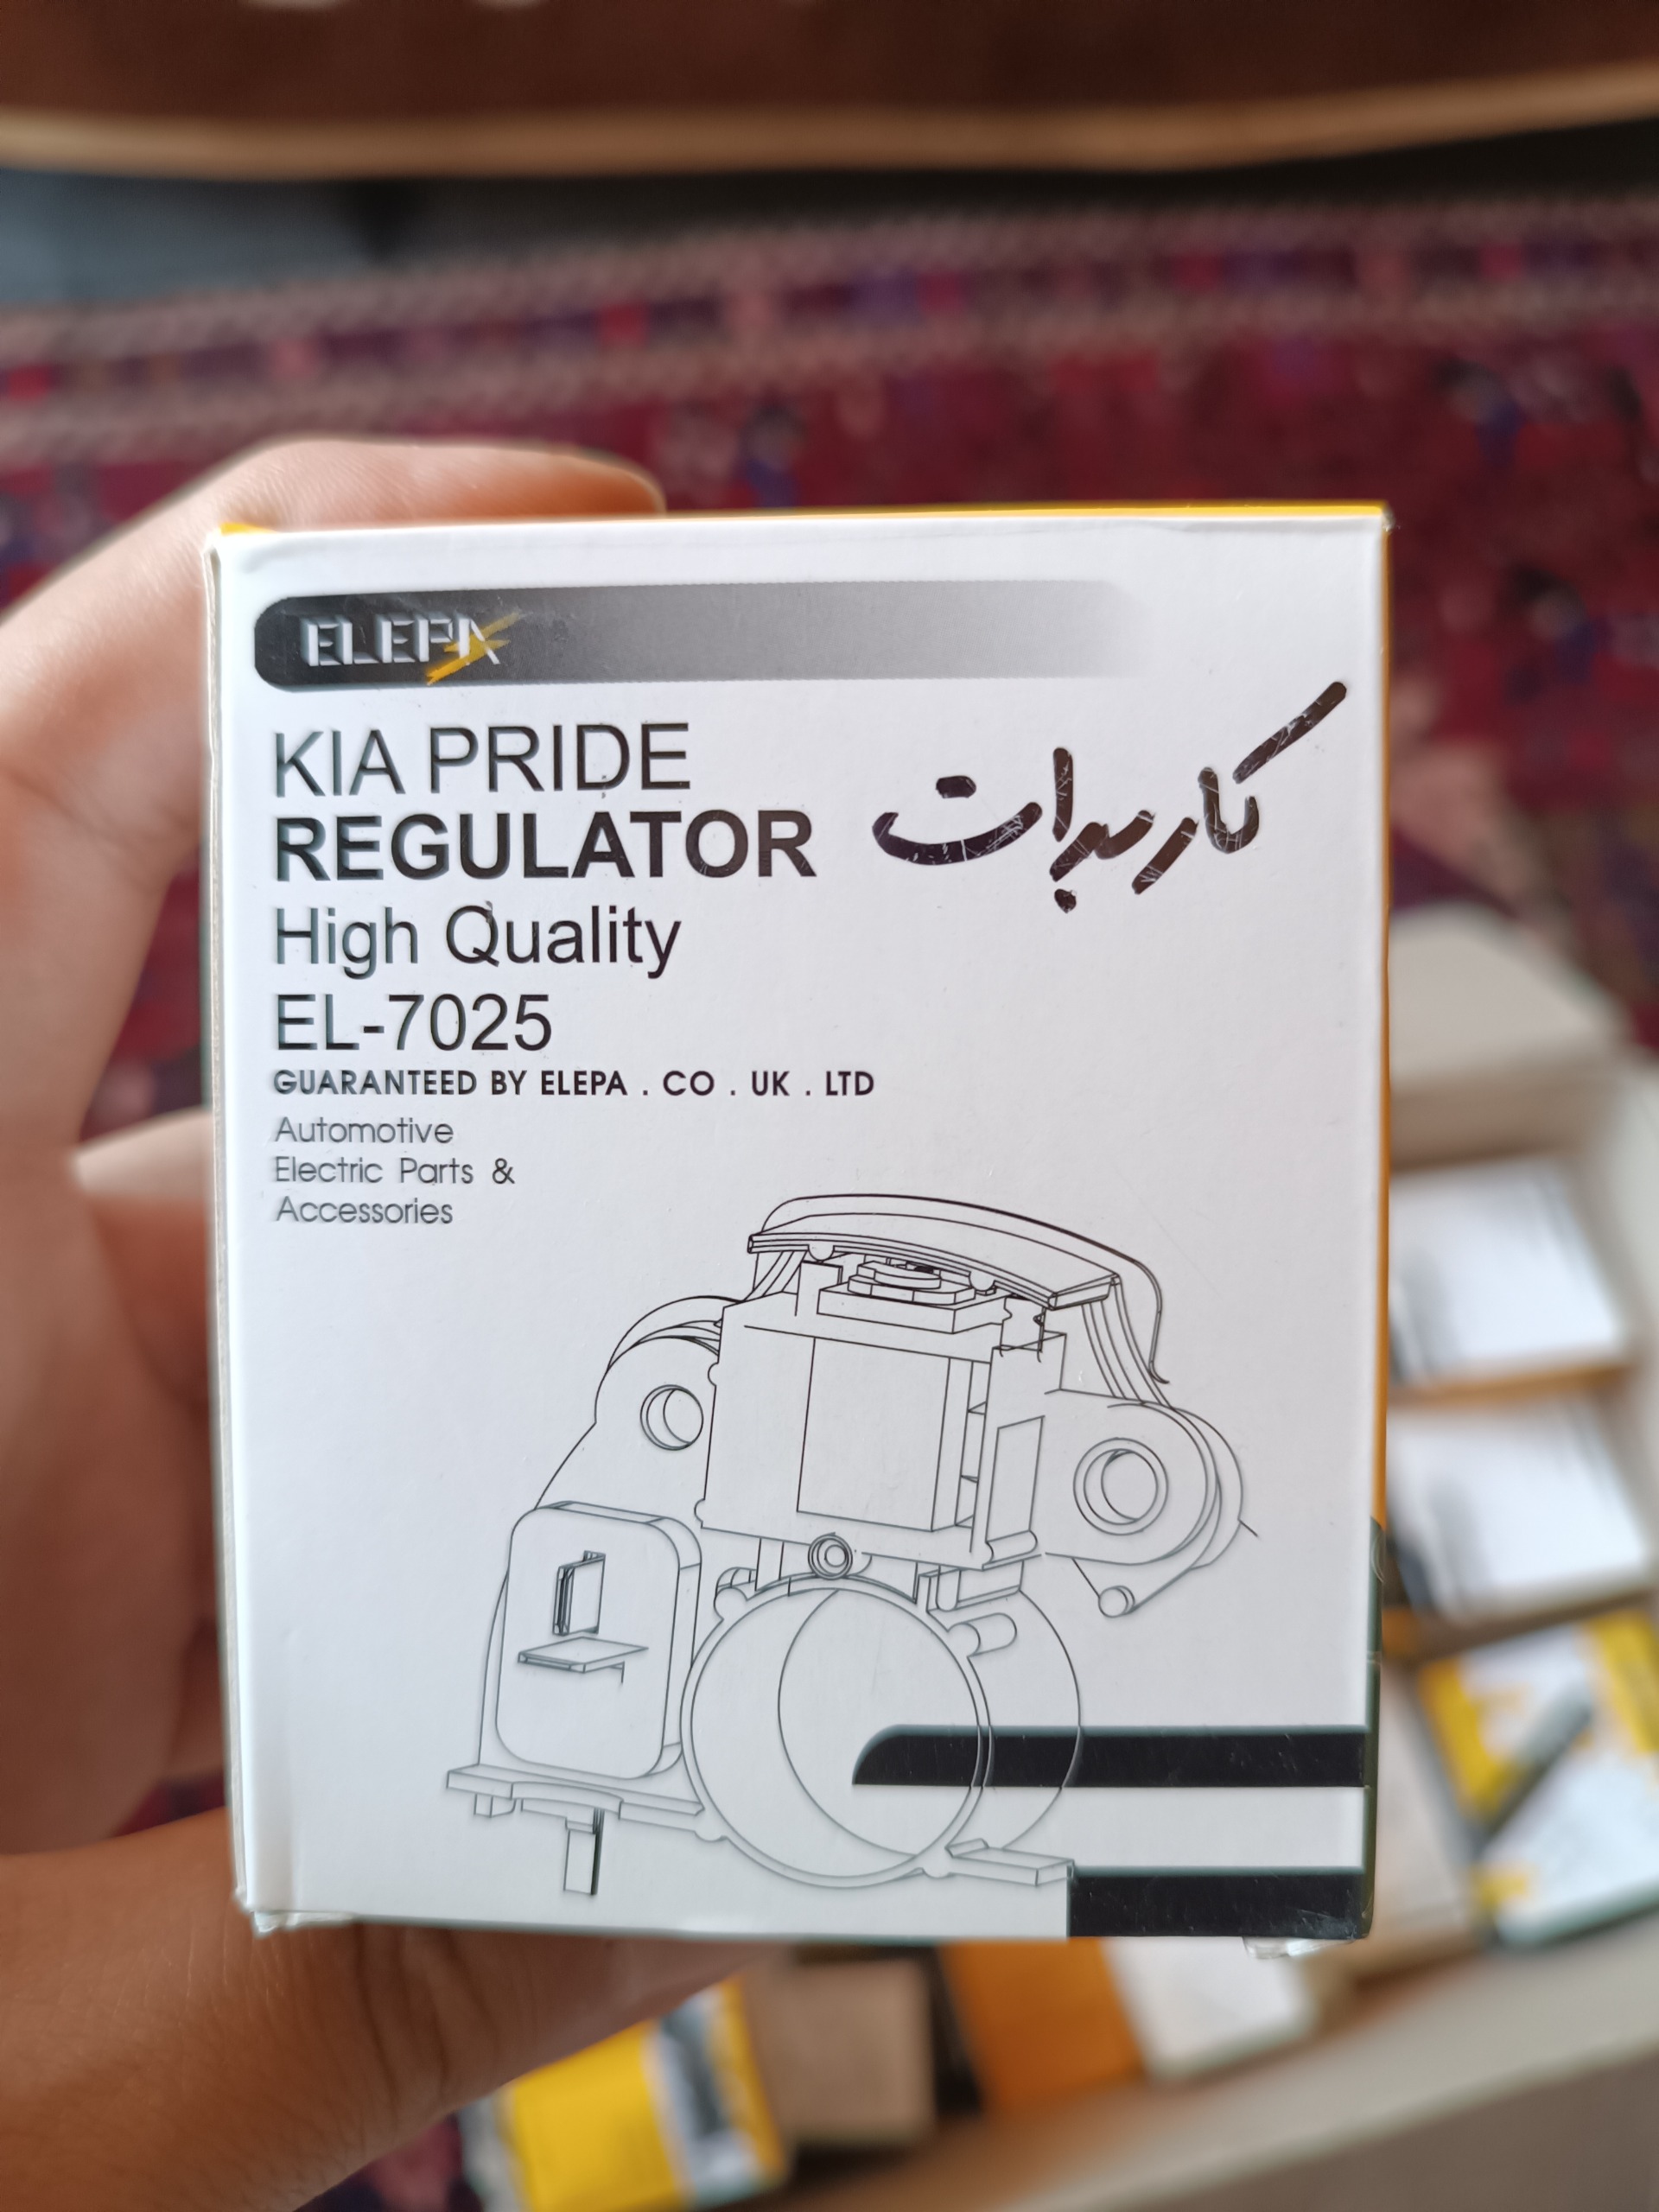 ELEPA
KIA PRIDE
REGULATOR
کاربرات
High Quality
EL-7025
GUARANTEED BY ELEPA . CO . UK . LTD
Automotive
Electric Parts &
Accessories